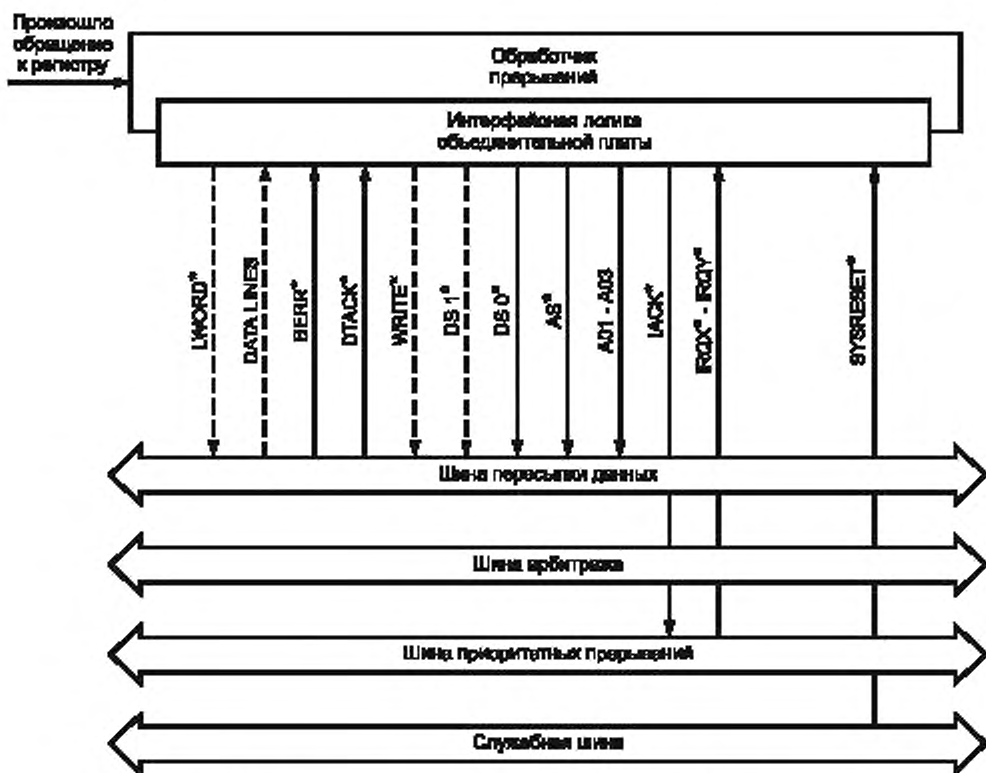 Произошло
обращение
к регистру
Обработчик
прерываний
Интерфейсная логика
объединительной платы
LWORD*
DATA LINES
BERR*
DTACK*
WRITE*
DS 1*
DS 0*
AS*
A01 - A03
IACK*
IRQX* - IRQY*
SYSRESET*
Шина пересылки данных
Шина арбитража
Шина приоритетных прерываний
Служебная шина